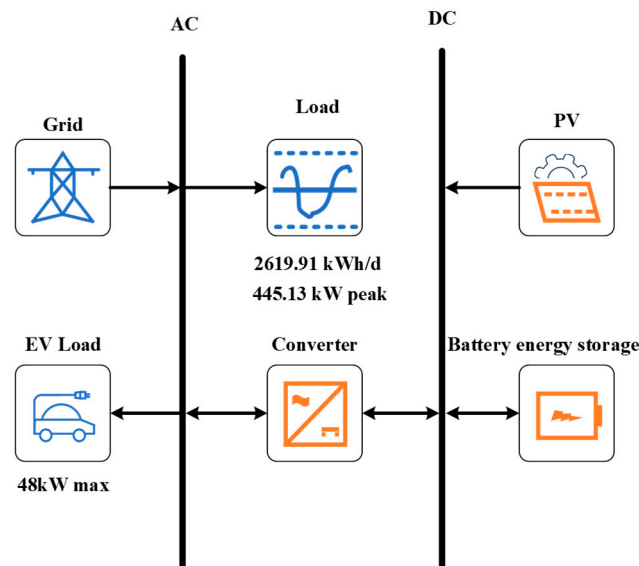 AC
DC
Grid
Load
PV
2619.91 kWh/d
445.13 kW peak
EV Load
Converter
Battery energy storage
48kW max